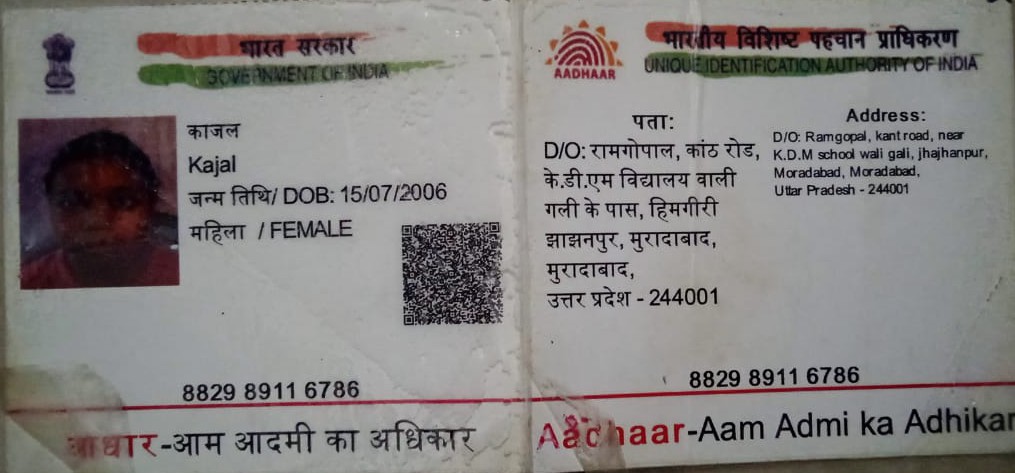 भारत सरकार
GOVERNMENT OF INDIA
काजल
Kajal
जन्म तिथि/ DOB: 15/07/2006
महिला / FEMALE
8829 8911 6786
आधार-आम आदमी का अधिकार
AADHAAR
भारतीय विशिष्ट पहचान प्राधिकरण
UNIQUE IDENTIFICATION AUTHORITY OF INDIA
पता:
D/O: रामगोपाल, कांठ रोड,
के.डी.एम विद्यालय वाली
गली के पास, हिमगीरी
झाझनपुर, मुरादाबाद,
मुरादाबाद,
उत्तर प्रदेश - 244001
Address:
D/O: Ramgopal, kant road, near
K.D.M school wali gali, jhajhanpur,
Moradabad, Moradabad,
Uttar Pradesh - 244001
8829 8911 6786
Aadhaar-Aam Admi ka Adhikar